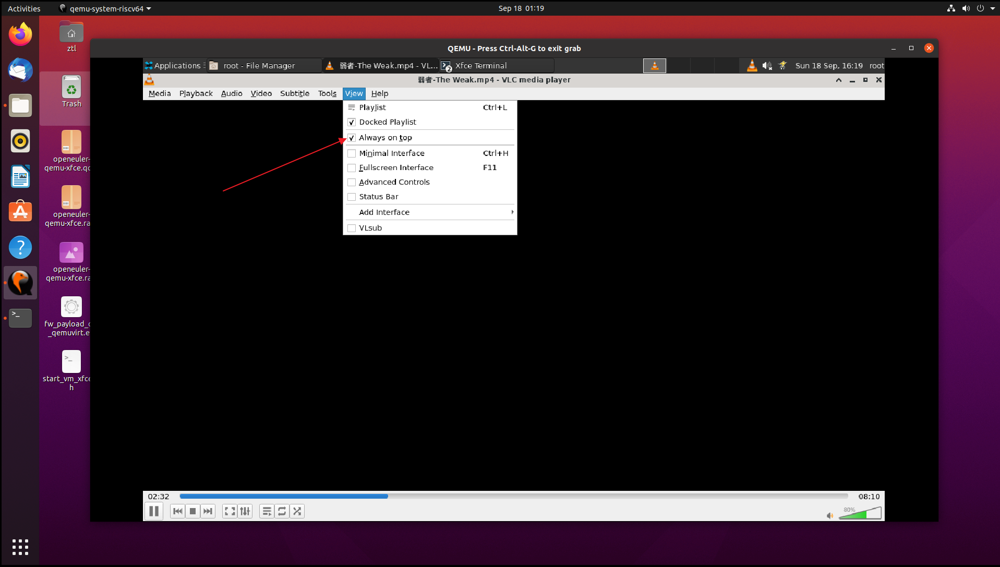 Activities
qemu-system-riscv64
Sep 18 01:19
ztl
Trash
openeuler-
qemu-xfce.qc
openeuler-
qemu-xfce.ra
openeuler-
qemu-xfce.ra
fw_payload_o
_qemuvirt.e
start_vm_xfce
h
QEMU - Press Ctrl-Alt-G to exit grab
Applications
root - File Manager
弱者-The Weak.mp4 - VL...
2
Xfce Terminal
Sun 18 Sep, 16:19
root
弱者-The Weak.mp4 - VLC media player
Media Playback Audio Video Subtitle Tools View Help
Playlist Ctrl+L
Docked Playlist
Always on top
Minimal Interface Ctrl+H
Fullscreen Interface F11
Advanced Controls
Status Bar
Add Interface
VLsub
02:32
08:10
80%